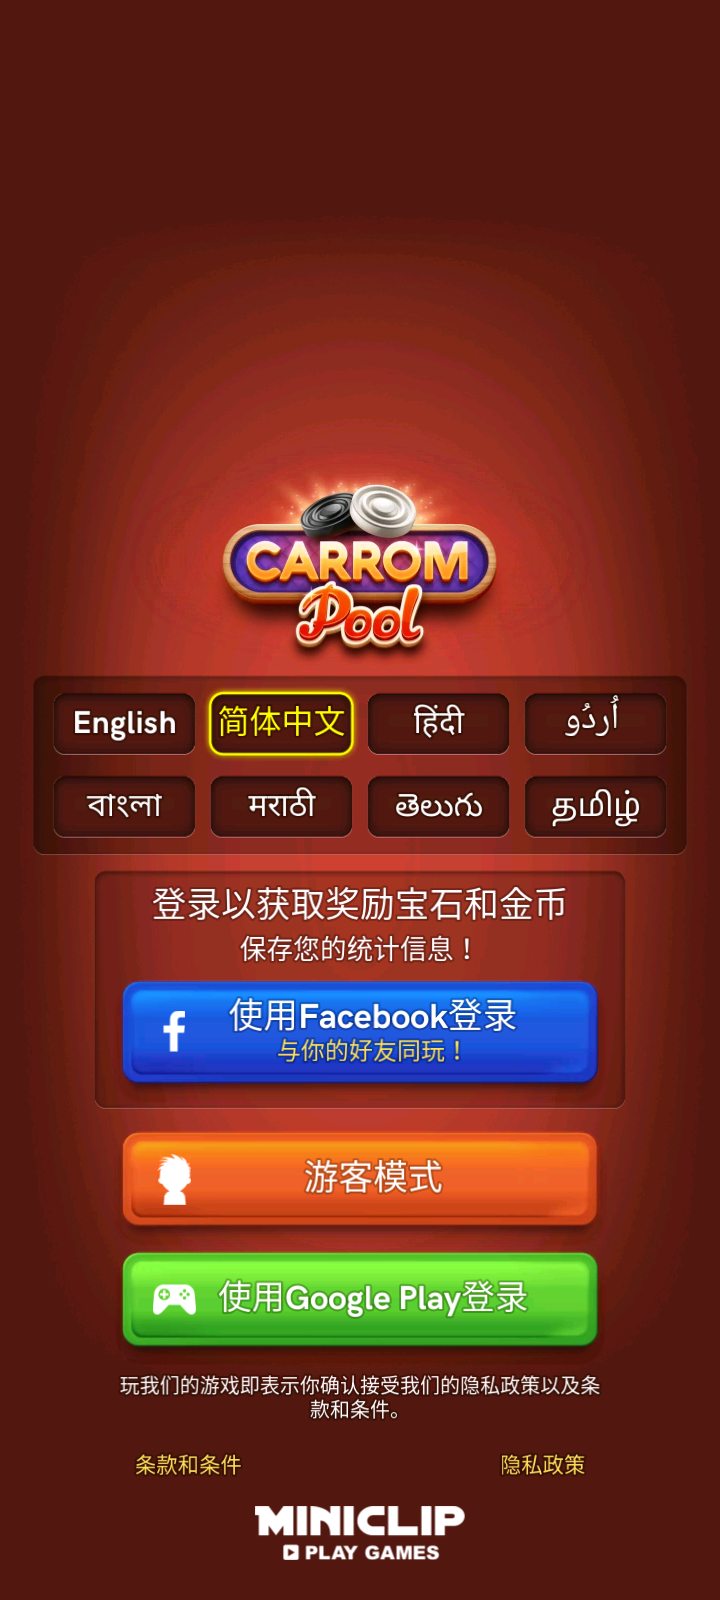 CARROM
Pool
English
简体中文
हिंदी
اُردُو
বাংলা
मराठी
తెలుగు
தமிழ்
登录以获取奖励宝石和金币
保存您的统计信息！
使用Facebook登录
与你的好友同玩！
游客模式
使用Google Play登录
玩我们的游戏即表示你确认接受我们的隐私政策以及条
款和条件。
条款和条件
隐私政策
MINICLIP
PLAY GAMES